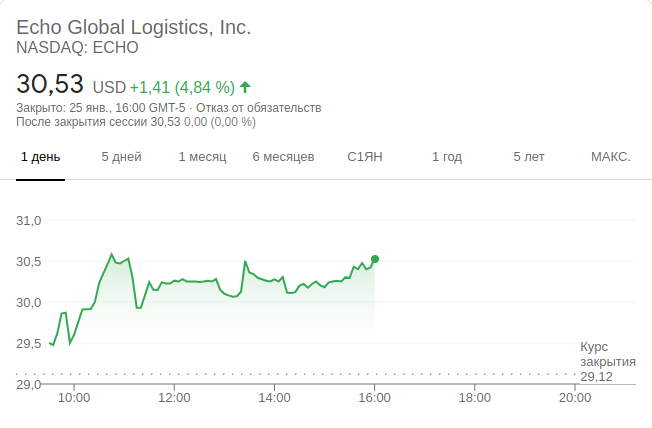 Echo Global Logistics, Inc.
NASDAQ: ECHO
30,53 USD +1,41 (4,84 %)
Закрыто: 25 янв., 16:00 GMT-5 · Отказ от обязательств
После закрытия сессии 30,53 0,00 (0,00 %)
1 день 5 дней 1 месяц 6 месяцев С1ЯН 1 год 5 лет МАКС.
31,0
30,5
30,0
29,5
29,0
Курс
закрытия
29,12
10:00 12:00 14:00 16:00 18:00 20:00